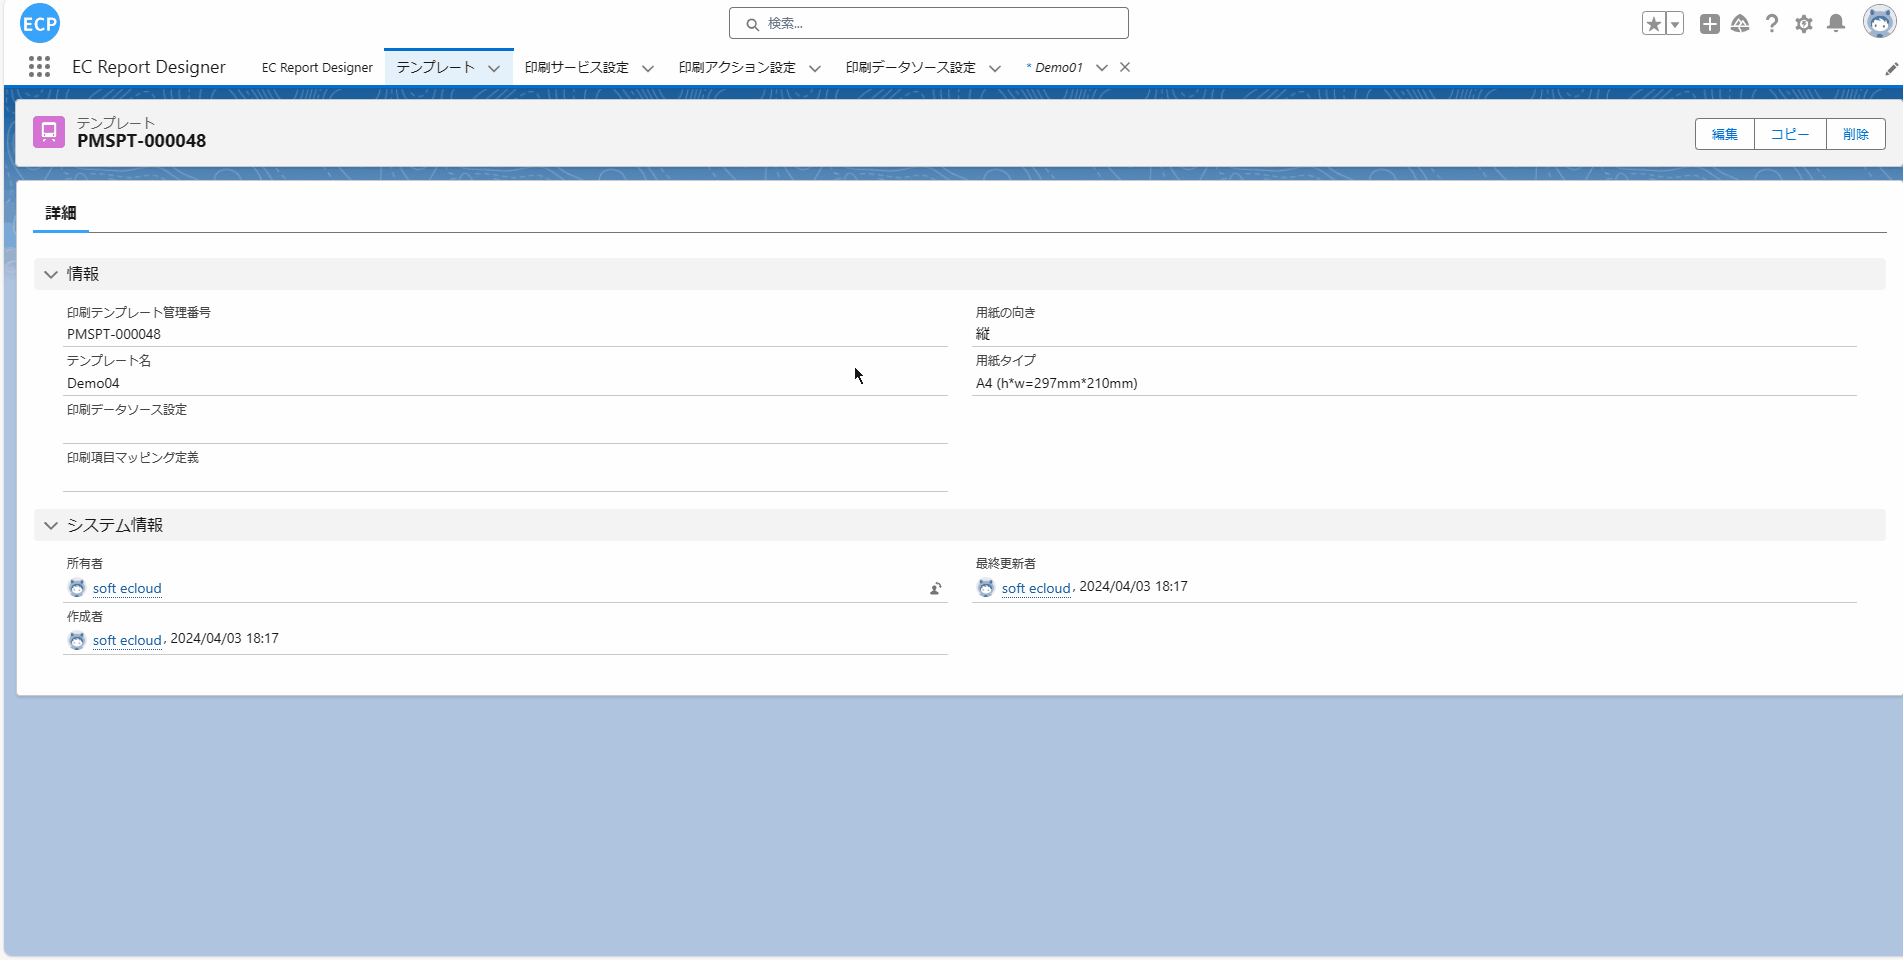 ECP
検索...
EC Report Designer
EC Report Designer
テンプレート
印刷サービス設定
印刷アクション設定
印刷データソース設定
* Demo01
テンプレート
PMSPT-000048
編集
コピー
削除
詳細
情報
印刷テンプレート管理番号
PMSPT-000048
用紙の向き
縦
テンプレート名
Demo04
用紙タイプ
A4 (h*w=297mm*210mm)
印刷データソース設定
印刷項目マッピング定義
システム情報
所有者
soft ecloud
最終更新者
soft ecloud, 2024/04/03 18:17
作成者
soft ecloud, 2024/04/03 18:17